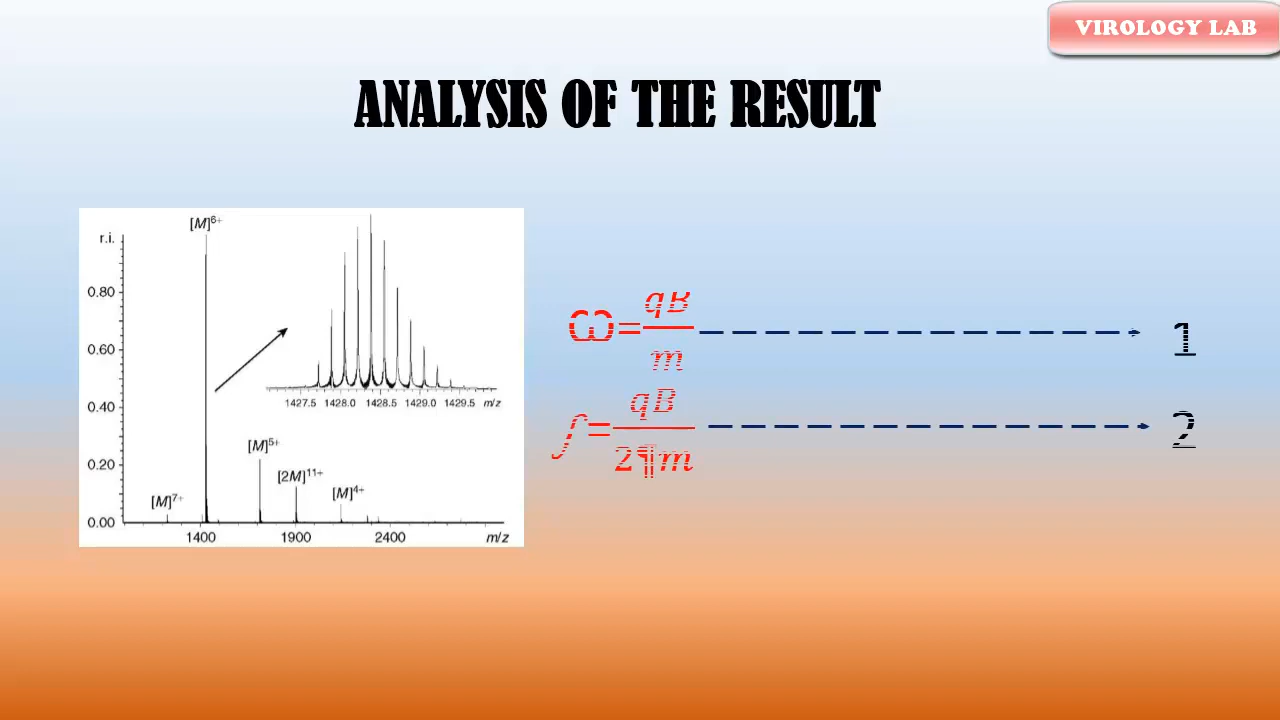 VIROLOGY LAB
ANALYSIS OF THE RESULT
[M]6+
r.i.
0.80
0.60
0.40
0.20
0.00
1427.5 1428.0 1428.5 1429.0 1429.5 m/z
[M]5+
[2M]11+
[M]4+
[M]7+
1400 1900 2400 m/z
ω=qB/m 1
f=qB/2¶m 2